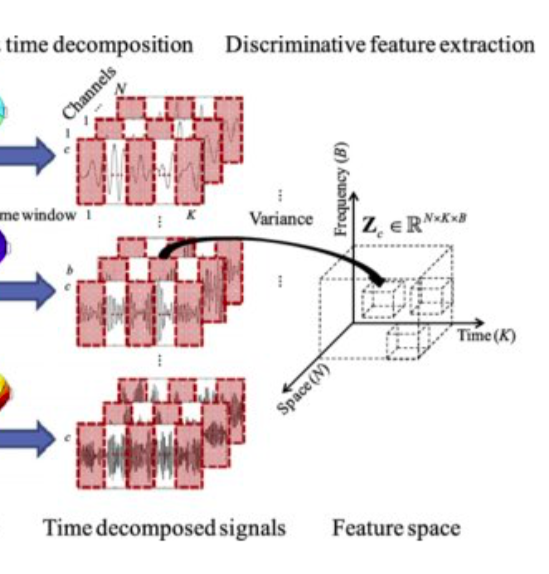 time decomposition
Discriminative feature extraction
Channels
N
...
1
1
c
me window 1
K
⋮
⋮
Variance
Frequency (B)
Z_c ∈ ℝ^{N×K×B}
b
c
⋮
Time (K)
Space (N)
⋮
c
Time decomposed signals
Feature space